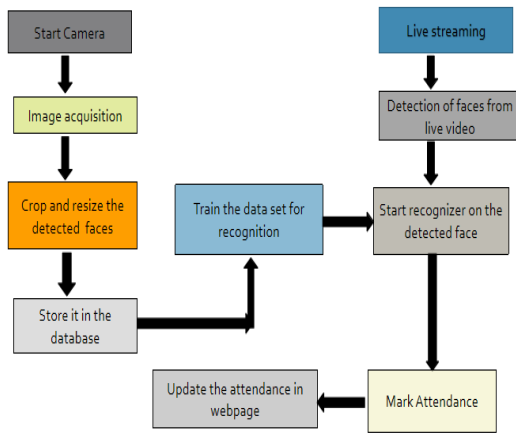 Start Camera
Image acquisition
Crop and resize the
detected faces
Store it in the
database
Train the data set for
recognition
Live streaming
Detection of faces from
live video
Start recognizer on the
detected face
Mark Attendance
Update the attendance in
webpage